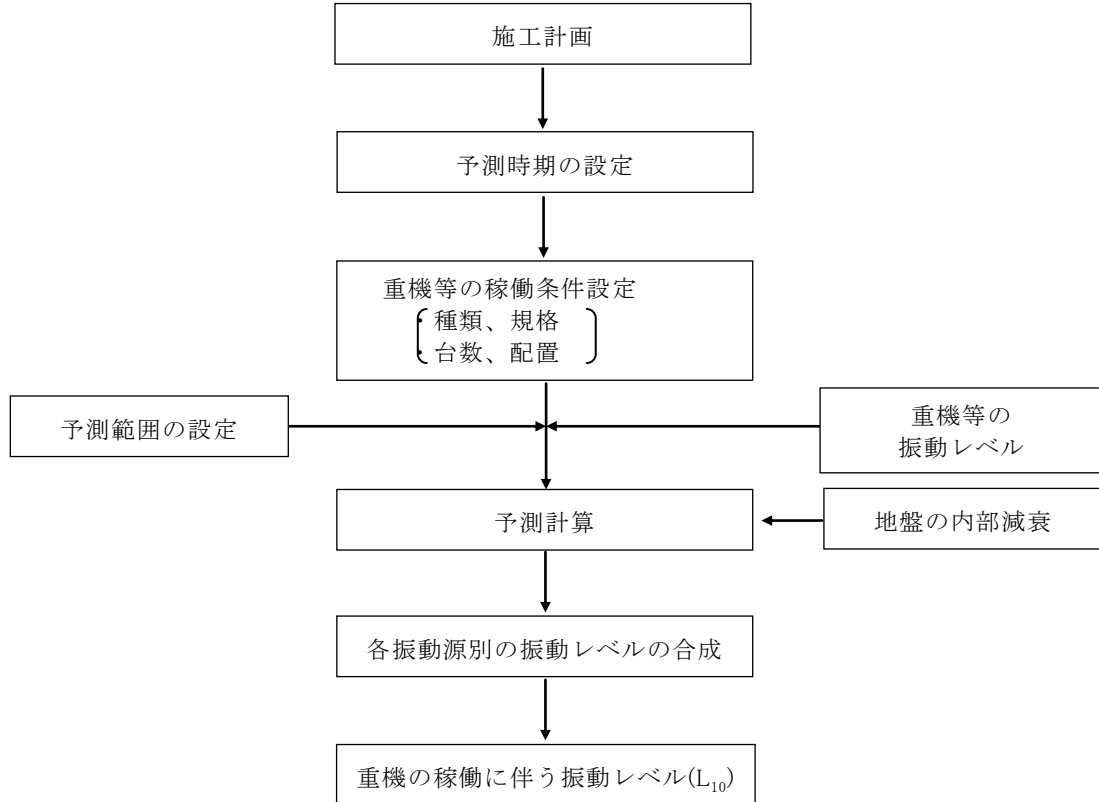 施工計画
予測時期の設定
重機等の稼働条件設定
・種類、規格
・台数、配置
予測範囲の設定
重機等の
振動レベル
予測計算
地盤の内部減衰
各振動源別の振動レベルの合成
重機の稼働に伴う振動レベル(L10)